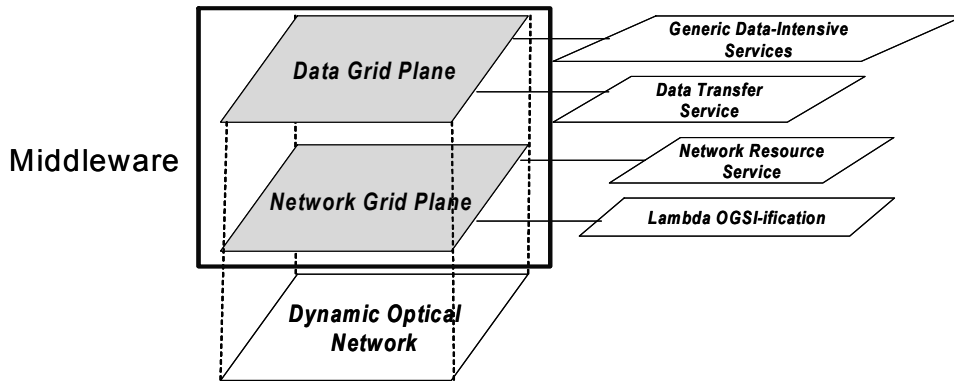 Generic Data-Intensive
Services
Data Grid Plane
Data Transfer
Service
Middleware
Network Resource
Service
Network Grid Plane
Lambda OGSI-ification
Dynamic Optical
Network